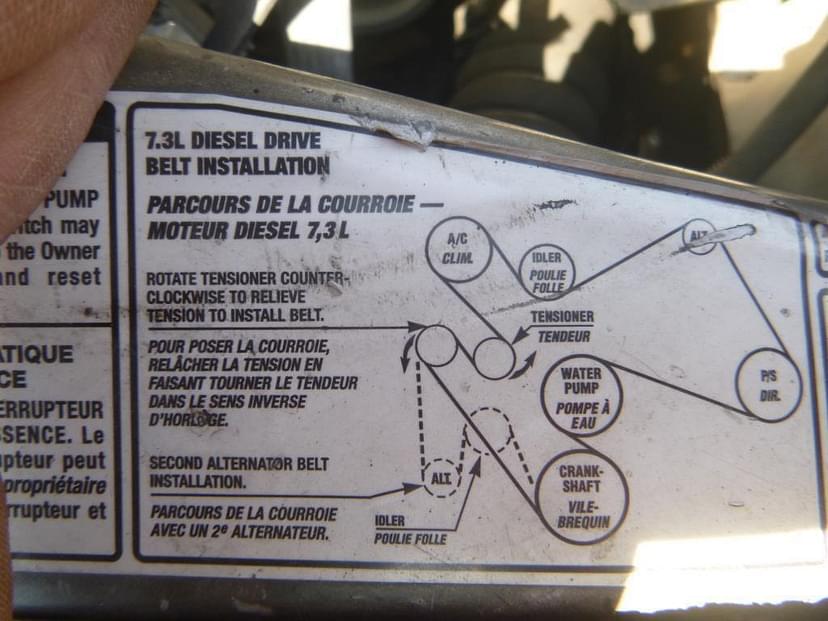 PUMP
itch may
the Owner
and reset
ATIQUE
CE
ERRUPTEUR
SSENCE. Le
upteur peut
propriétaire
rrupteur et
7.3L DIESEL DRIVE
BELT INSTALLATION
PARCOURS DE LA COURROIE —
MOTEUR DIESEL 7,3 L
ROTATE TENSIONER COUNTER-
CLOCKWISE TO RELIEVE
TENSION TO INSTALL BELT.
POUR POSER LA COURROIE,
RELÂCHER LA TENSION EN
FAISANT TOURNER LE TENDEUR
DANS LE SENS INVERSE
D'HORLOGE.
SECOND ALTERNATOR BELT
INSTALLATION.
PARCOURS DE LA COURROIE
AVEC UN 2e ALTERNATEUR.
A/C
CLIM.
IDLER
POULIE
FOLLE
ALT.
TENSIONER
TENDEUR
WATER
PUMP
POMPE À
EAU
P/S
DIR.
ALT.
CRANK-
SHAFT
VILE-
BREQUIN
IDLER
POULIE FOLLE